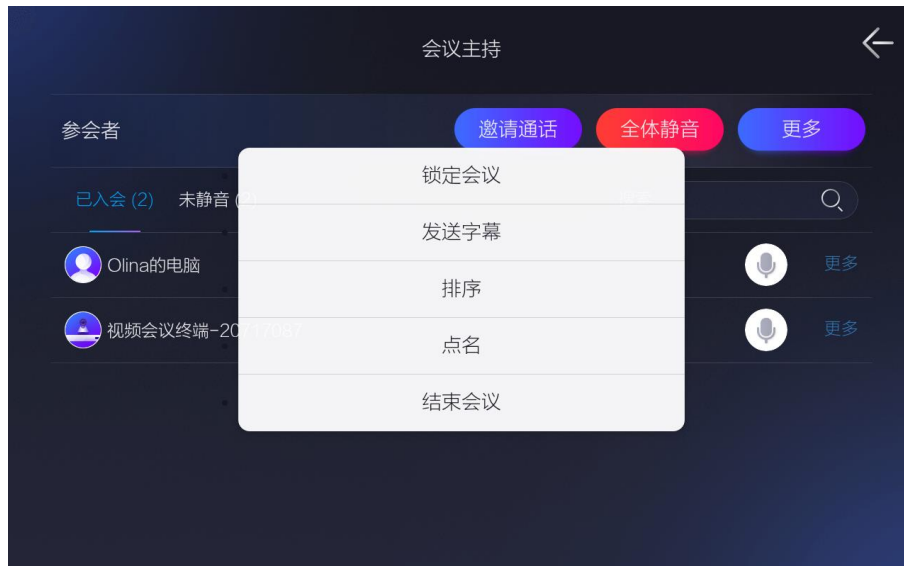 会议主持
参会者
邀请通话
全体静音
更多
已入会 (2)
未静音 (2)
锁定会议
发送字幕
排序
点名
结束会议
Olina的电脑
更多
视频会议终端-20717087
更多